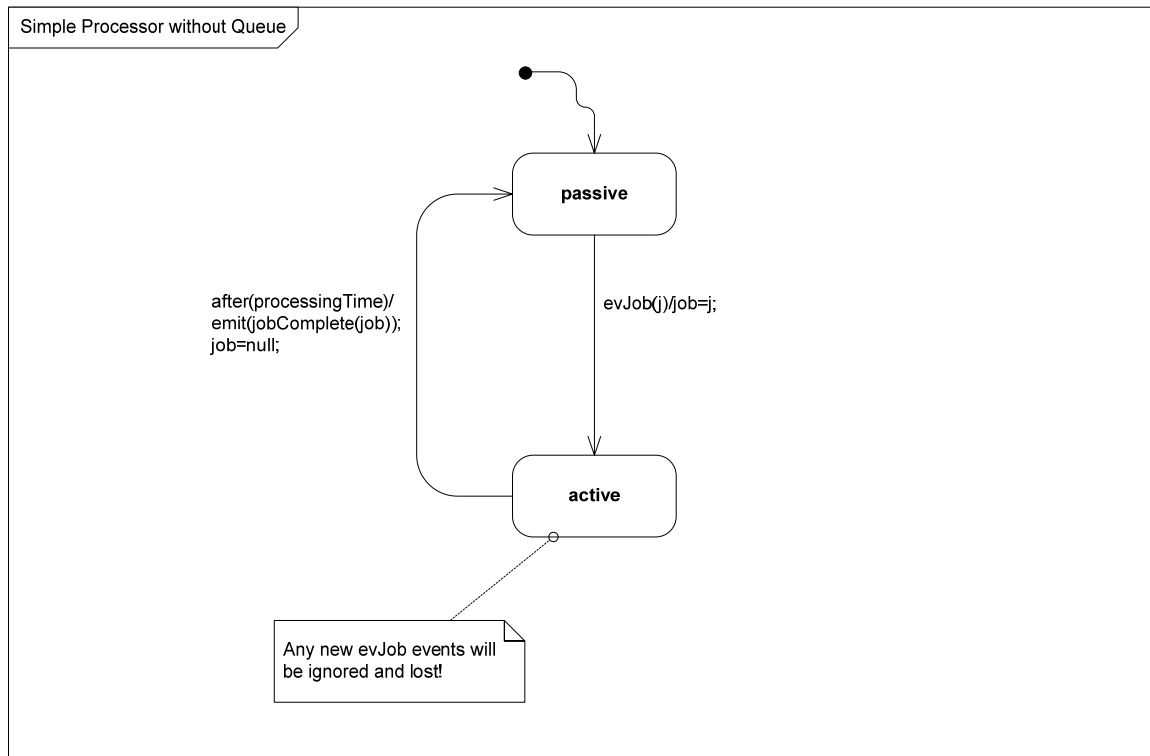 Simple Processor without Queue
passive
after(processingTime)/
emit(jobComplete(job));
job=null;
evJob(j)/job=j;
active
Any new evJob events will
be ignored and lost!